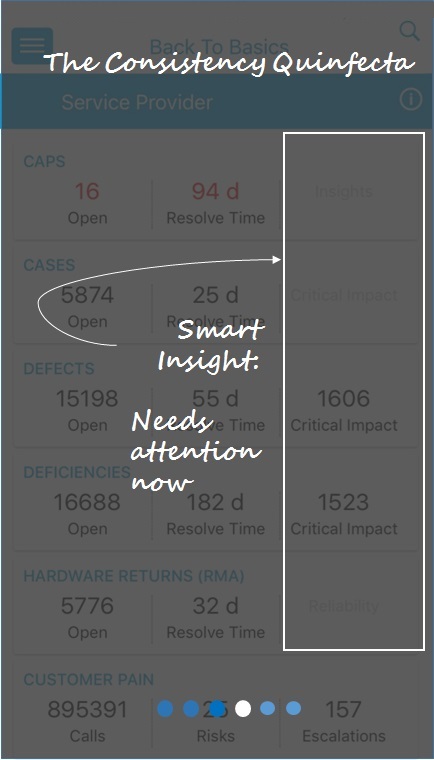 Back To Basics
The Consistency Quinfecta
Service Provider
CAPS
16 94 d Insights
Open Resolve Time
CASES
5874 25 d Critical Impact
Open Resolve Time
Smart
Insight:
DEFECTS
15198 55 d 1606
Open Resolve Time Critical Impact
Needs
attention
now
DEFICIENCIES
16688 182 d 1523
Open Resolve Time Critical Impact
HARDWARE RETURNS (RMA)
5776 32 d Reliability
Open Resolve Time
CUSTOMER PAIN
895391 157
Calls Risks Escalations